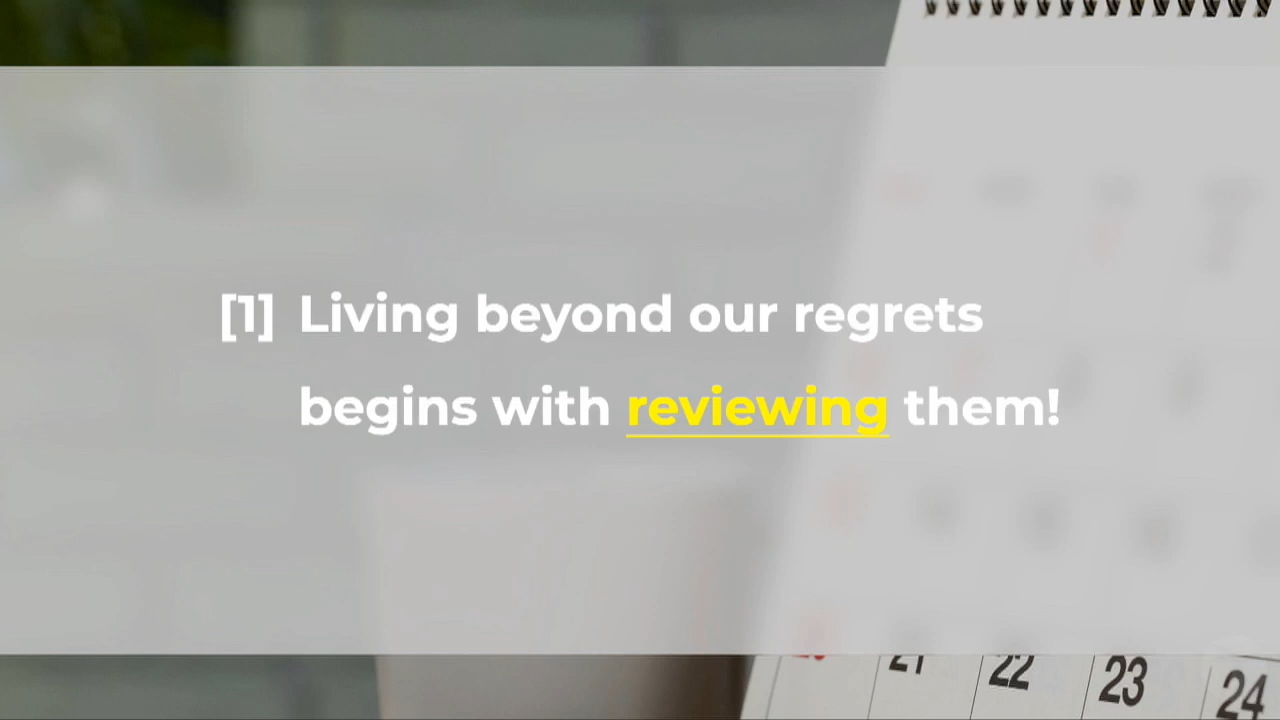 [1] Living beyond our regrets
begins with reviewing them!
21 22 23 24